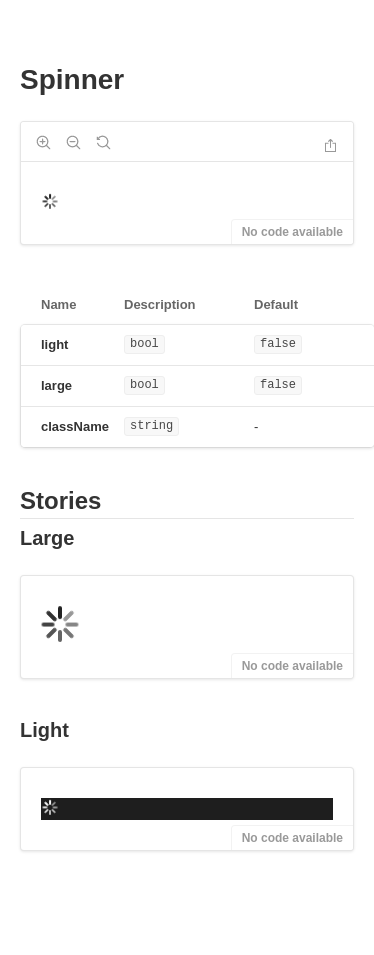 Spinner
No code available
Name Description Default
light bool false
large bool false
className string -
Stories
Large
No code available
Light
No code available